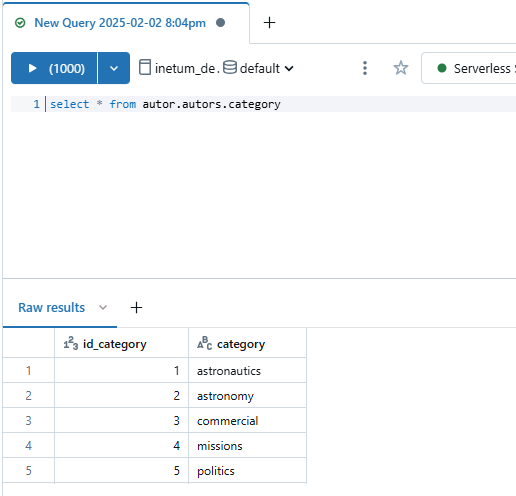 New Query 2025-02-02 8:04pm
(1000) inetum_de. default Serverless
1 select * from autor.autors.category
Raw results
id_category category
1 1 astronautics
2 2 astronomy
3 3 commercial
4 4 missions
5 5 politics